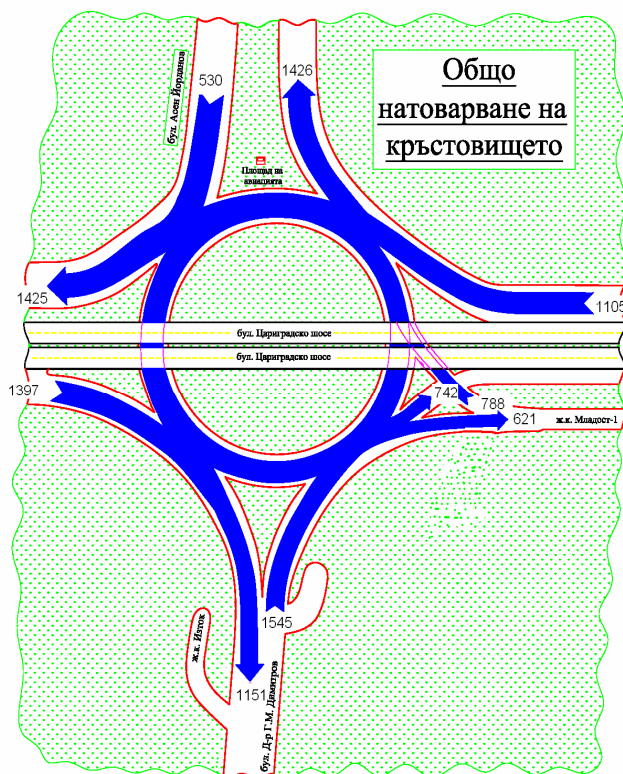 Общо
натоварване на
кръстовището
530
1426
бул. Асен Йорданов
Площад на
авиацията
1425
1105
бул. Цариградско шосе
бул. Цариградско шосе
1397
742
788
621
ж.к. Младост-1
1545
ж.к. Изток
1151
бул. Д-р Г.М. Димитров